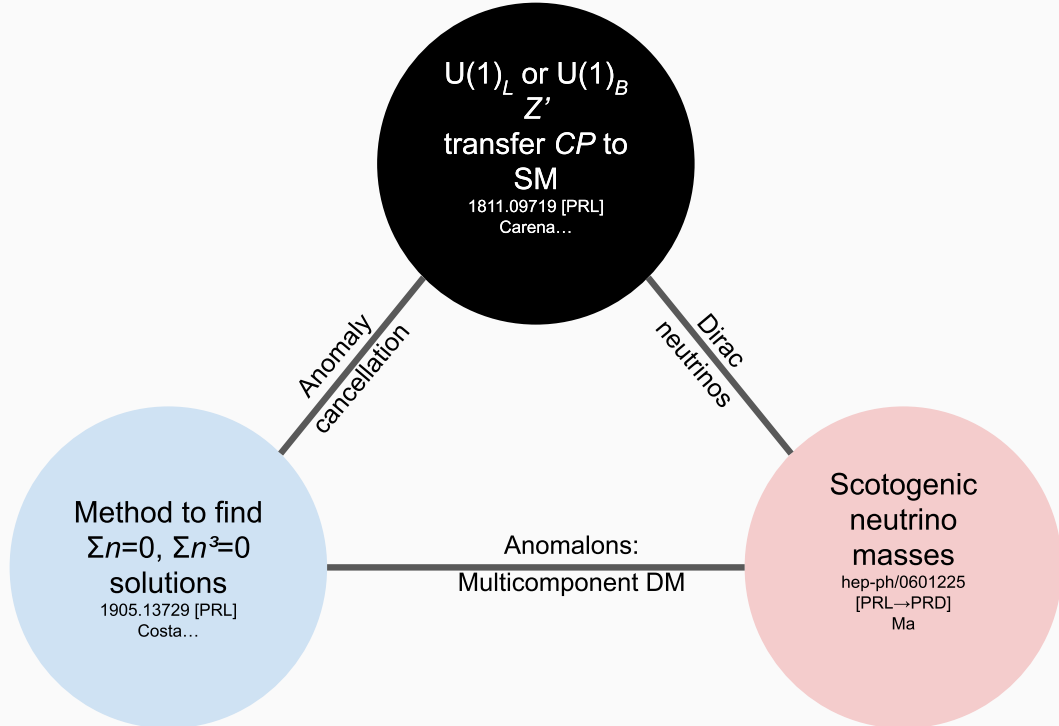 U(1)L or U(1)B
Z’
transfer CP to
SM
1811.09719 [PRL]
Carena…
Anomaly
cancellation
Dirac
neutrinos
Method to find
Σn=0, Σn³=0
solutions
1905.13729 [PRL]
Costa…
Anomalons:
Multicomponent DM
Scotogenic
neutrino
masses
hep-ph/0601225
[PRL→PRD]
Ma